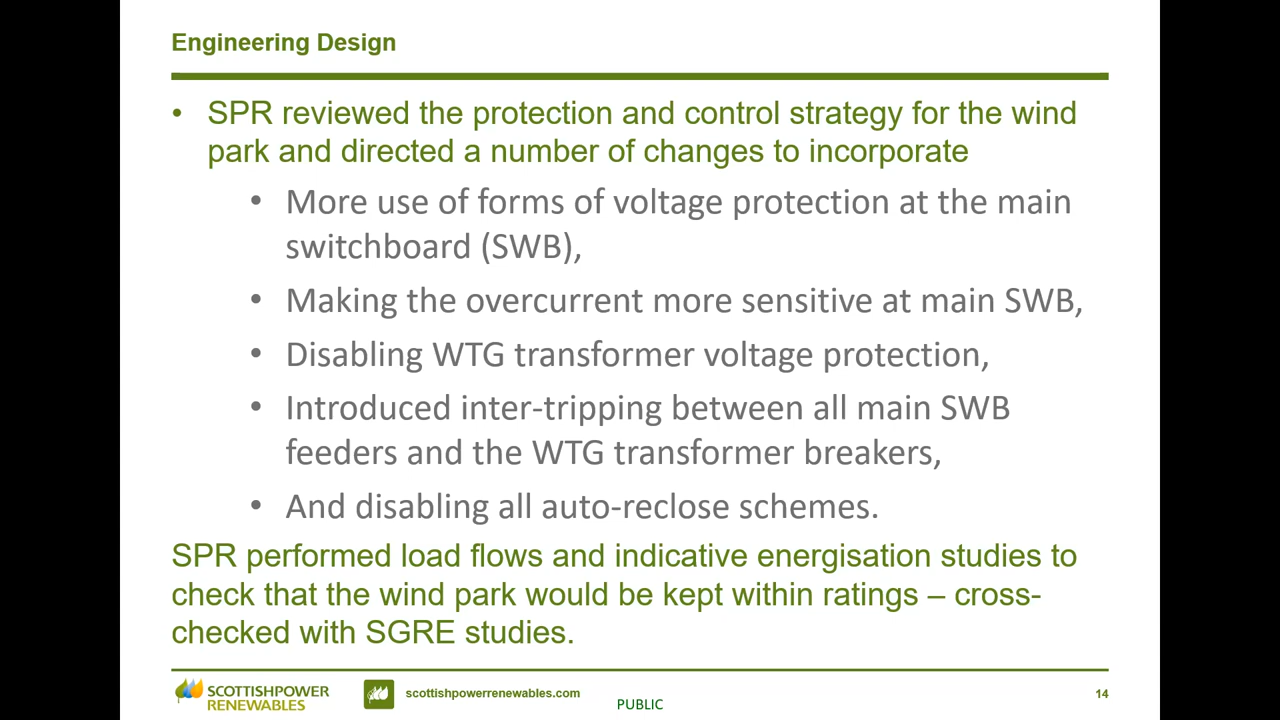 Engineering Design
• SPR reviewed the protection and control strategy for the wind
park and directed a number of changes to incorporate
• More use of forms of voltage protection at the main
switchboard (SWB),
• Making the overcurrent more sensitive at main SWB,
• Disabling WTG transformer voltage protection,
• Introduced inter-tripping between all main SWB
feeders and the WTG transformer breakers,
• And disabling all auto-reclose schemes.
SPR performed load flows and indicative energisation studies to
check that the wind park would be kept within ratings – cross-
checked with SGRE studies.
SCOTTISHPOWER
RENEWABLES
scottishpowerrenewables.com
PUBLIC
14